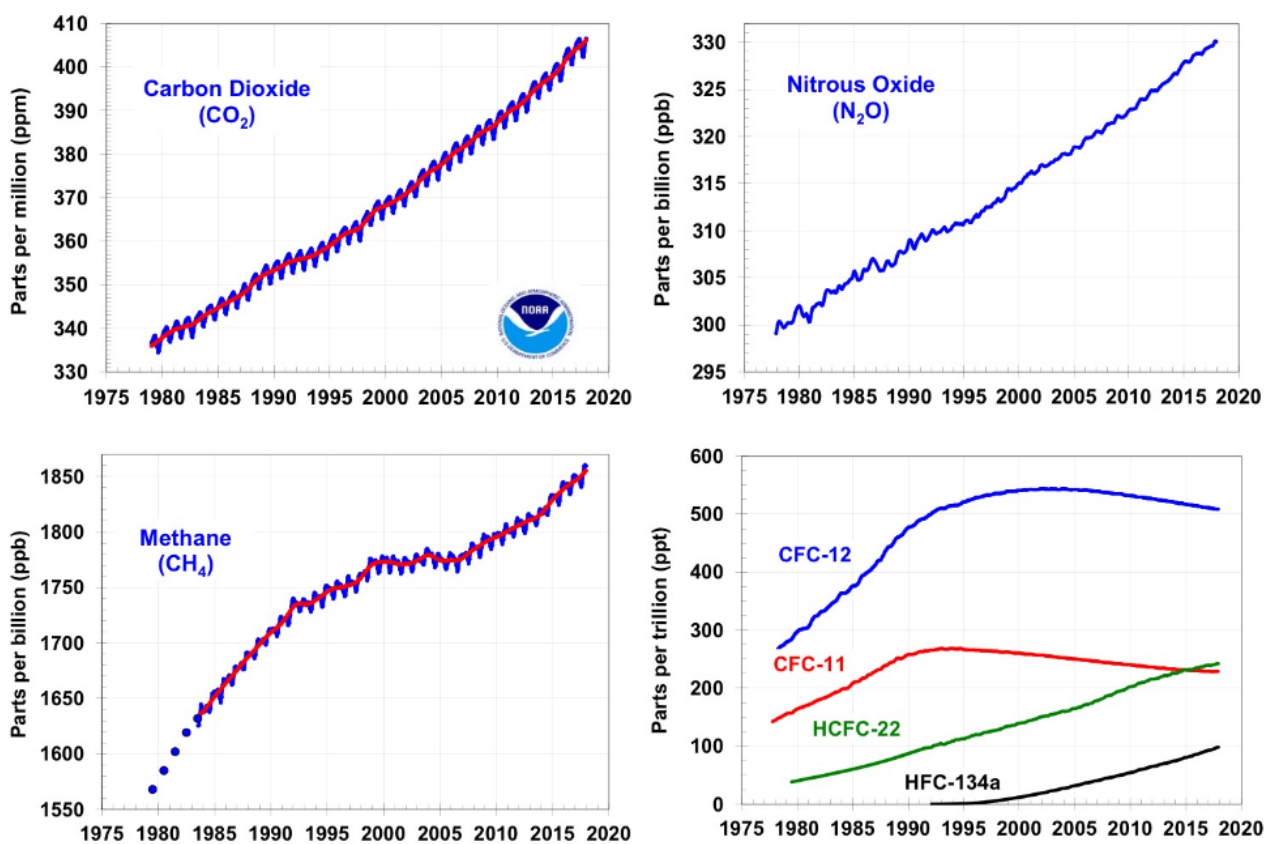 410
400
390
380
370
360
350
340
330
Parts per million (ppm)
Carbon Dioxide
(CO₂)
NOAA
1975 1980 1985 1990 1995 2000 2005 2010 2015 2020
330
325
320
315
310
305
300
295
Parts per billion (ppb)
Nitrous Oxide
(N₂O)
1975 1980 1985 1990 1995 2000 2005 2010 2015 2020
1850
1800
1750
1700
1650
1600
1550
Parts per billion (ppb)
Methane
(CH₄)
1975 1980 1985 1990 1995 2000 2005 2010 2015 2020
600
500
400
300
200
100
0
Parts per trillion (ppt)
CFC-12
CFC-11
HCFC-22
HFC-134a
1975 1980 1985 1990 1995 2000 2005 2010 2015 2020